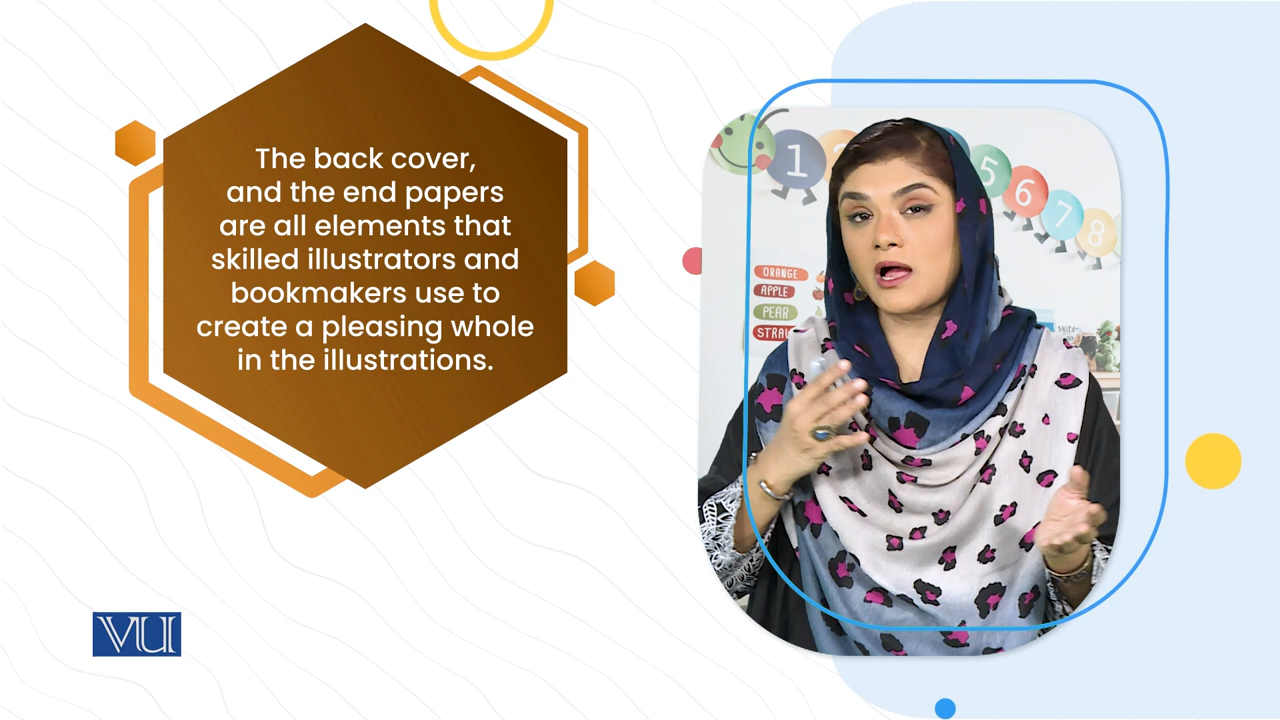 The back cover,
and the end papers
are all elements that
skilled illustrators and
bookmakers use to
create a pleasing whole
in the illustrations.
1
5
6
7
8
ORANGE
APPLE
PEAR
VU